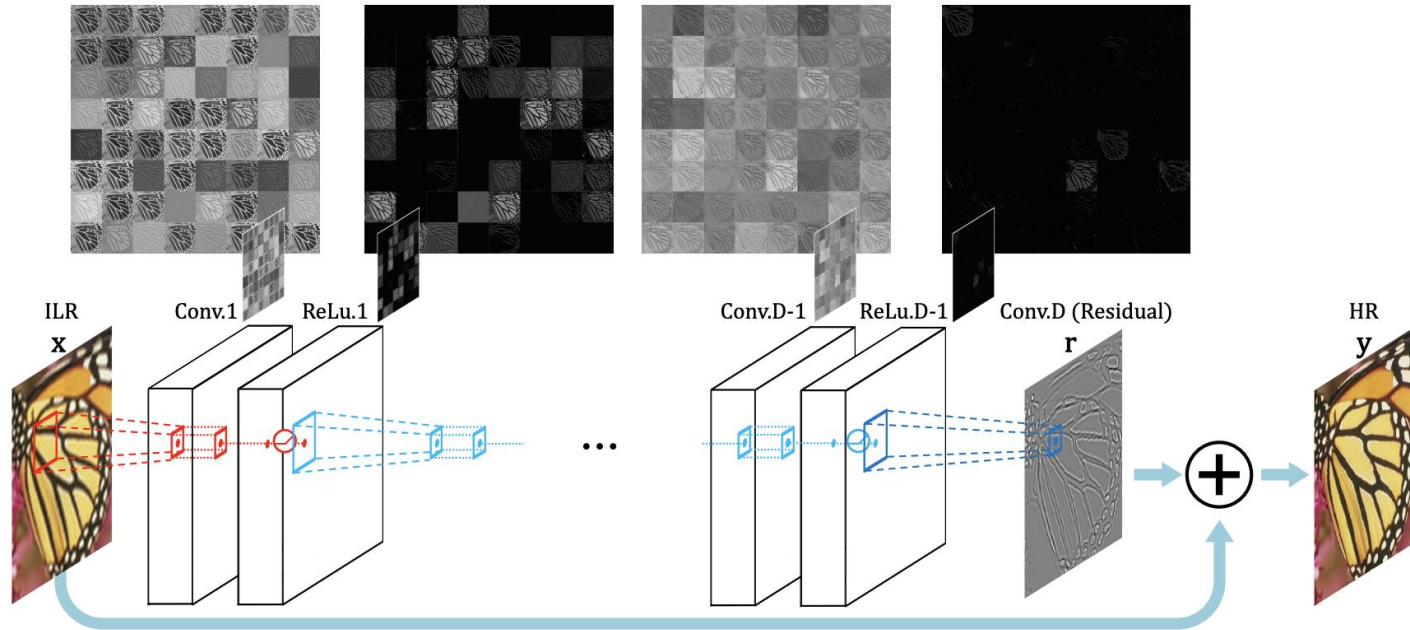 ILR
x
Conv.1
ReLu.1
...
Conv.D-1
ReLu.D-1
Conv.D (Residual)
r
HR
y